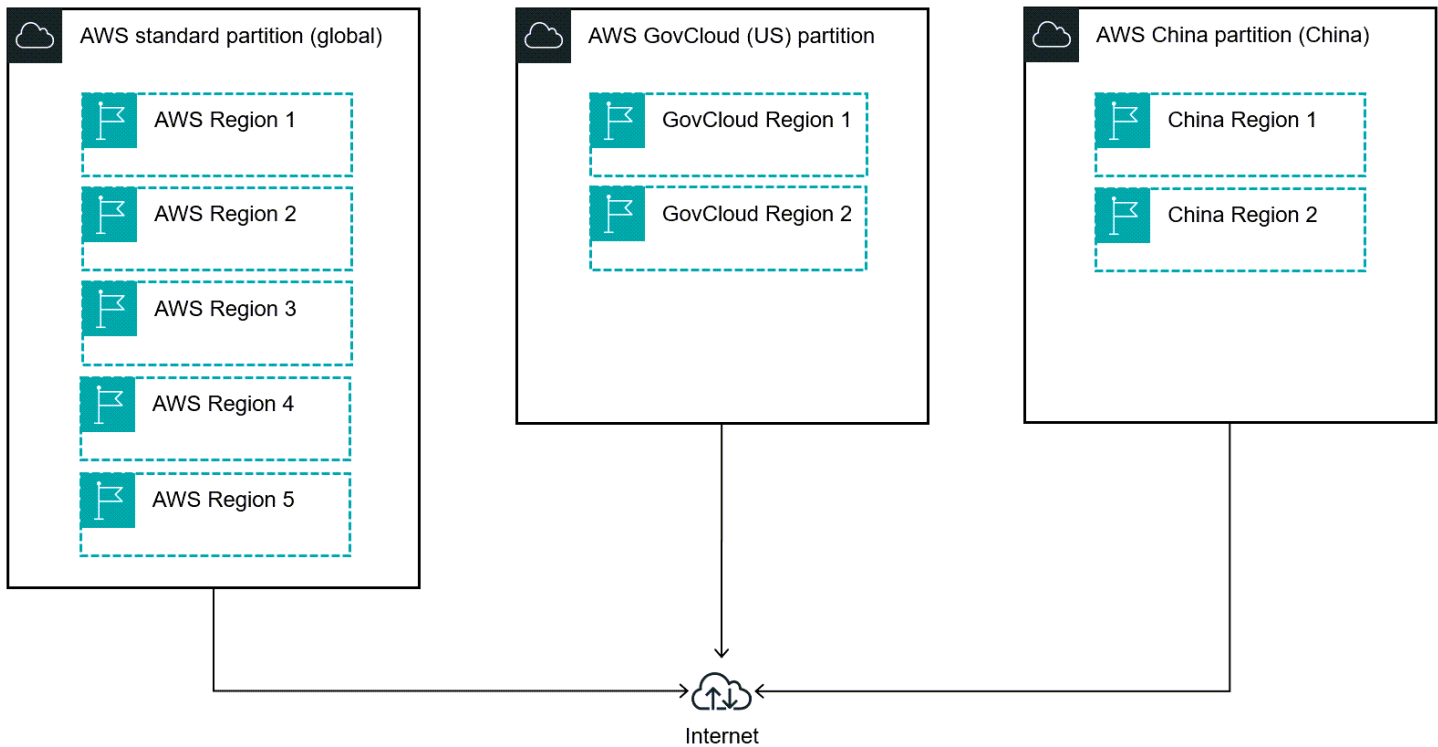 AWS standard partition (global)
AWS Region 1
AWS Region 2
AWS Region 3
AWS Region 4
AWS Region 5
AWS GovCloud (US) partition
GovCloud Region 1
GovCloud Region 2
AWS China partition (China)
China Region 1
China Region 2
Internet